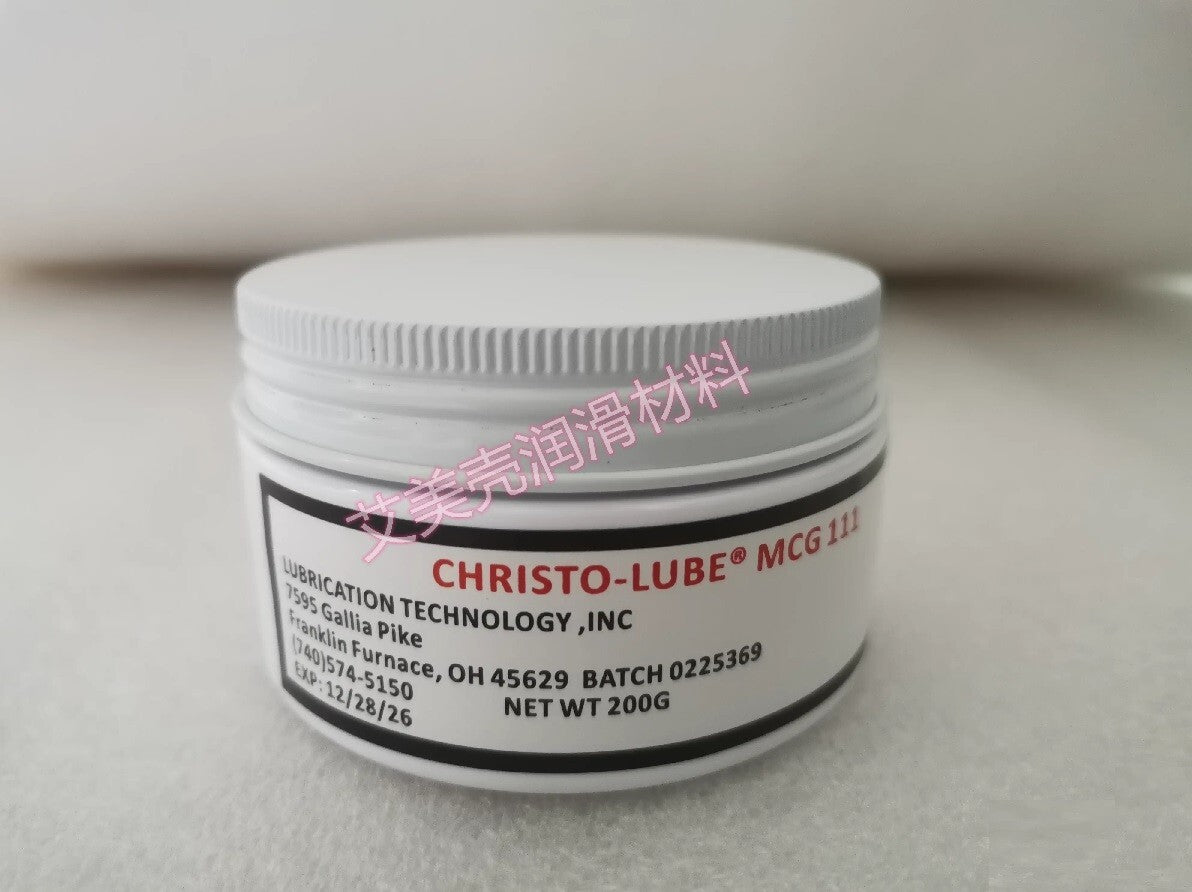 艾美壳润滑材料
CHRISTO-LUBE® MCG 111
LUBRICATION TECHNOLOGY ,INC
7595 Gallia Pike
Franklin Furnace, OH 45629 BATCH 0225369
(740)574-5150
NET WT 200G
EXP: 12/28/26